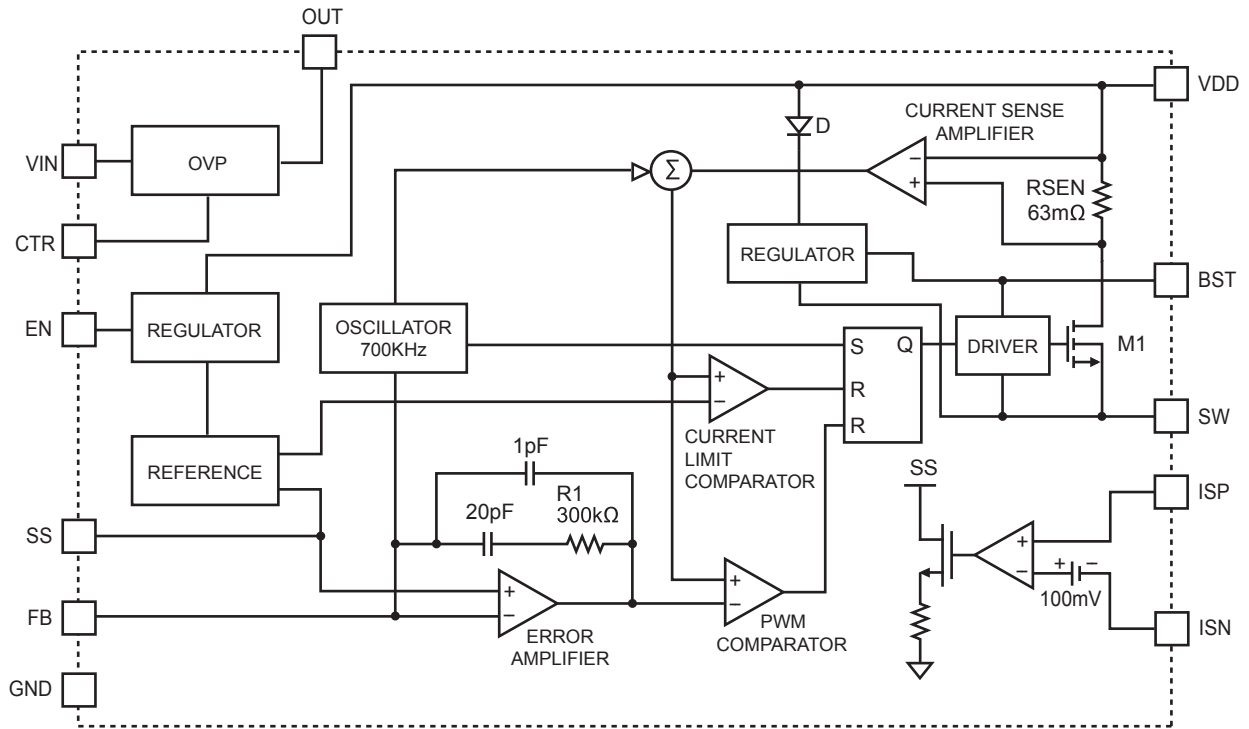 OUT
VDD
VIN
OVP
D
CURRENT SENSE
AMPLIFIER
Σ
−
+
RSEN
63mΩ
CTR
REGULATOR
BST
EN
REGULATOR
OSCILLATOR
700KHz
S
Q
DRIVER
M1
+
−
R
R
SW
CURRENT
LIMIT
COMPARATOR
REFERENCE
1pF
20pF
R1
300kΩ
SS
ISP
SS
+
−
+
−
100mV
+
−
+
−
FB
ERROR
AMPLIFIER
PWM
COMPARATOR
ISN
GND